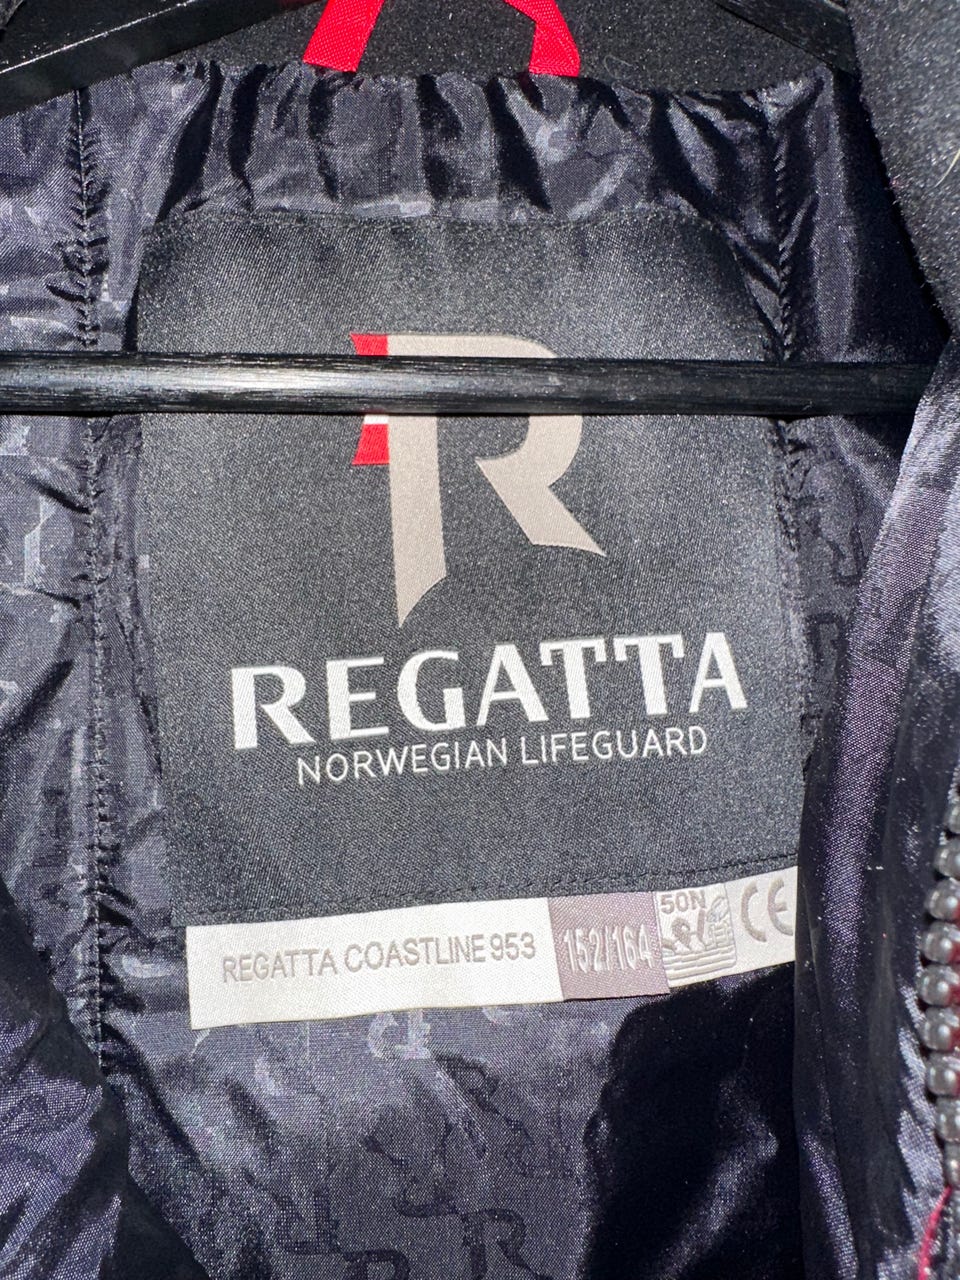 R
REGATTA
NORWEGIAN LIFEGUARD
REGATTA COASTLINE 953
152/164
50N
CE